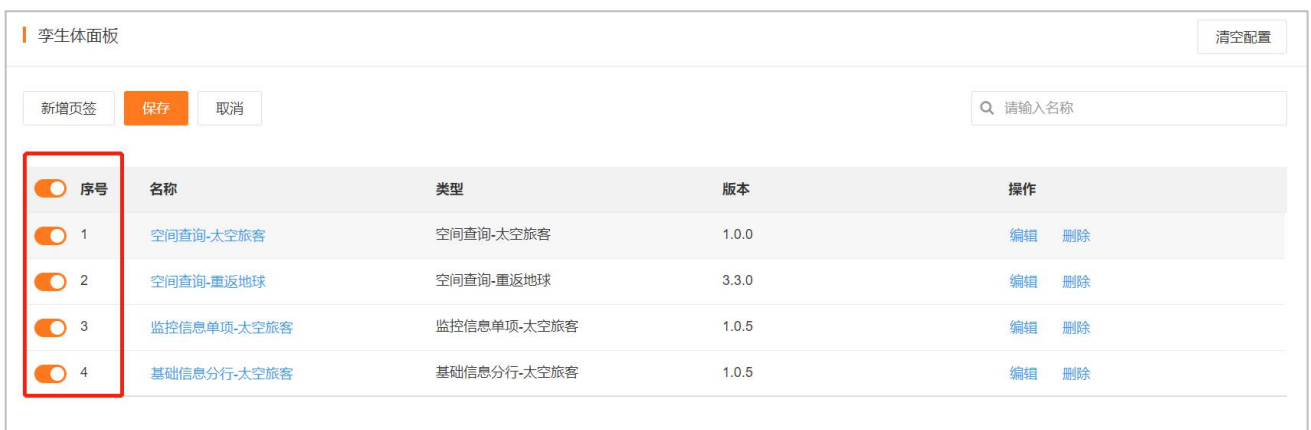 孪生体面板
清空配置
新增页签 保存 取消 请输入名称
序号 名称 类型 版本 操作
1 空间查询-太空旅客 空间查询-太空旅客 1.0.0 编辑 删除
2 空间查询-重返地球 空间查询-重返地球 3.3.0 编辑 删除
3 监控信息单项-太空旅客 监控信息单项-太空旅客 1.0.5 编辑 删除
4 基础信息分行-太空旅客 基础信息分行-太空旅客 1.0.5 编辑 删除